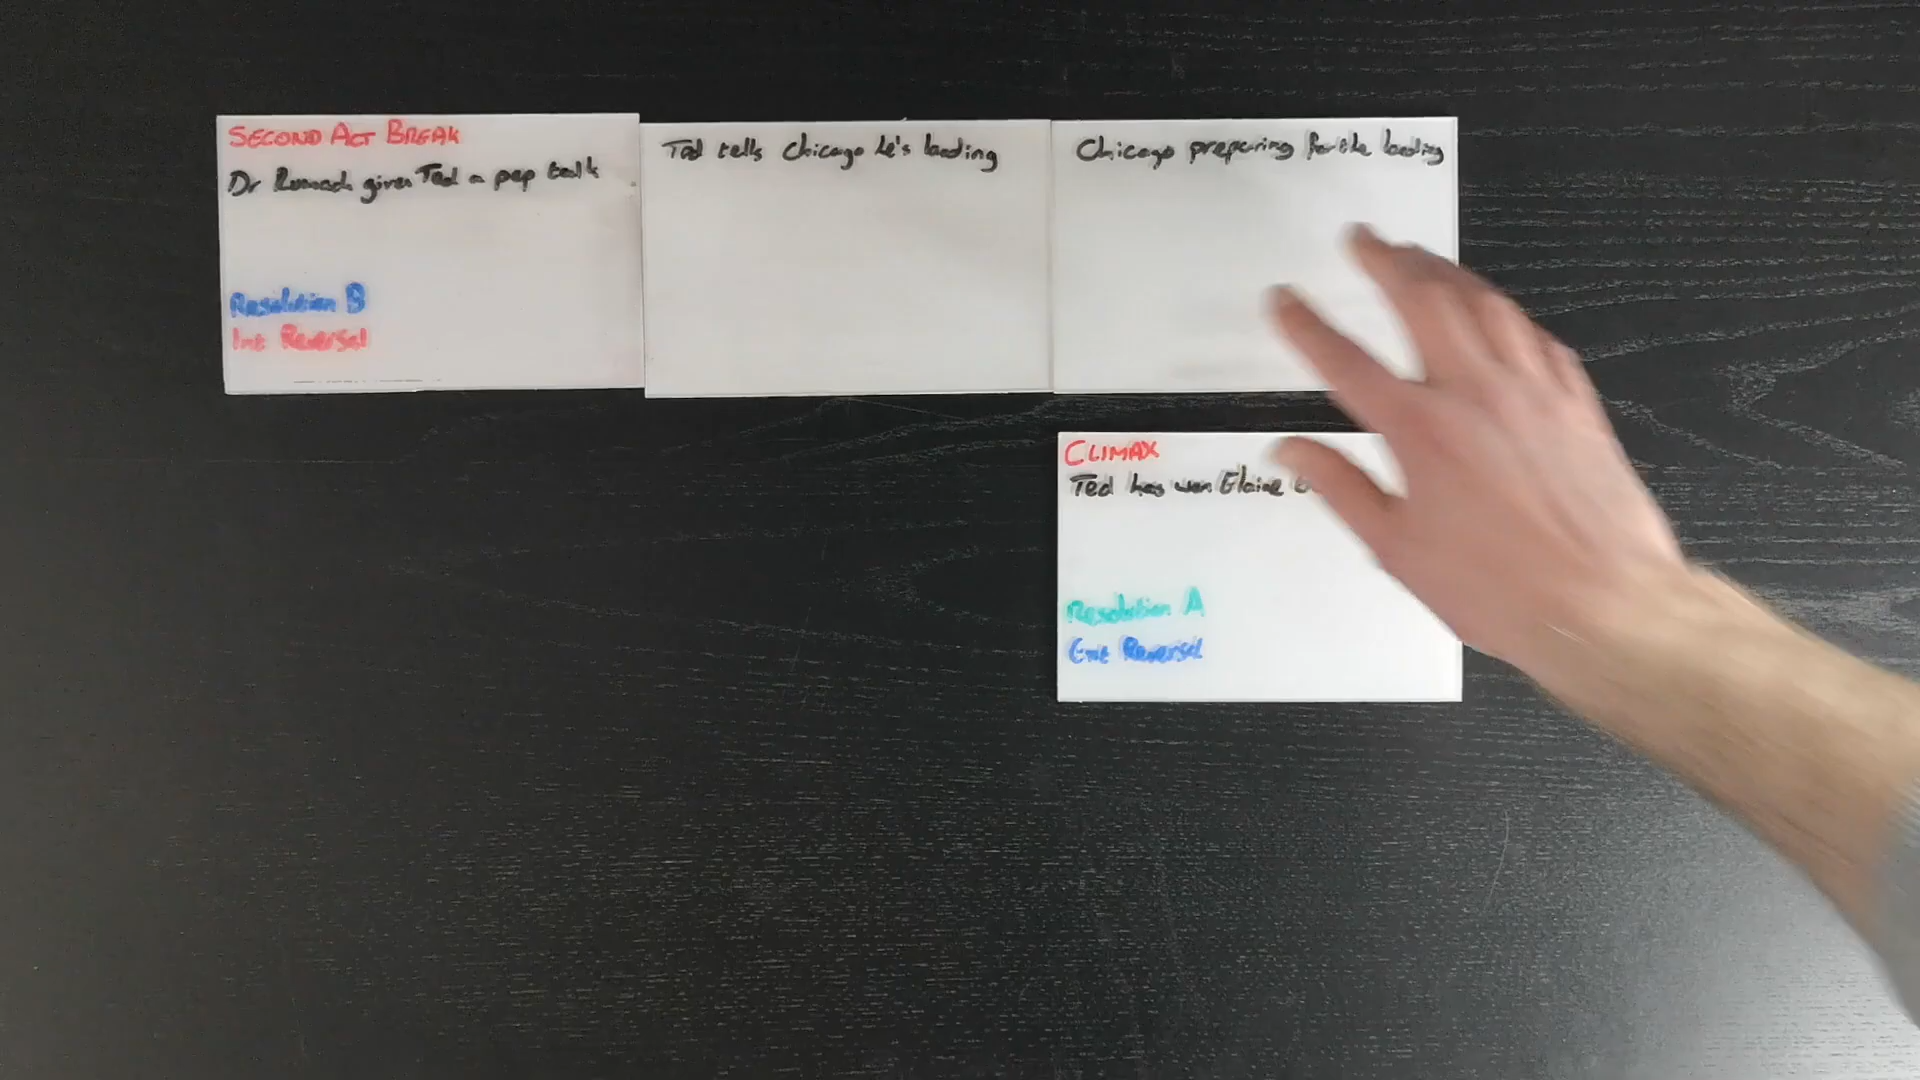 SECOND ACT BREAK
Dr Rumack gives Ted a pep talk
Resolution B
Int Reversal
Ted tells Chicago he's landing
Chicago preparing for the landing
CLIMAX
Ted has won Elaine
Resolution A
Ext Reversal